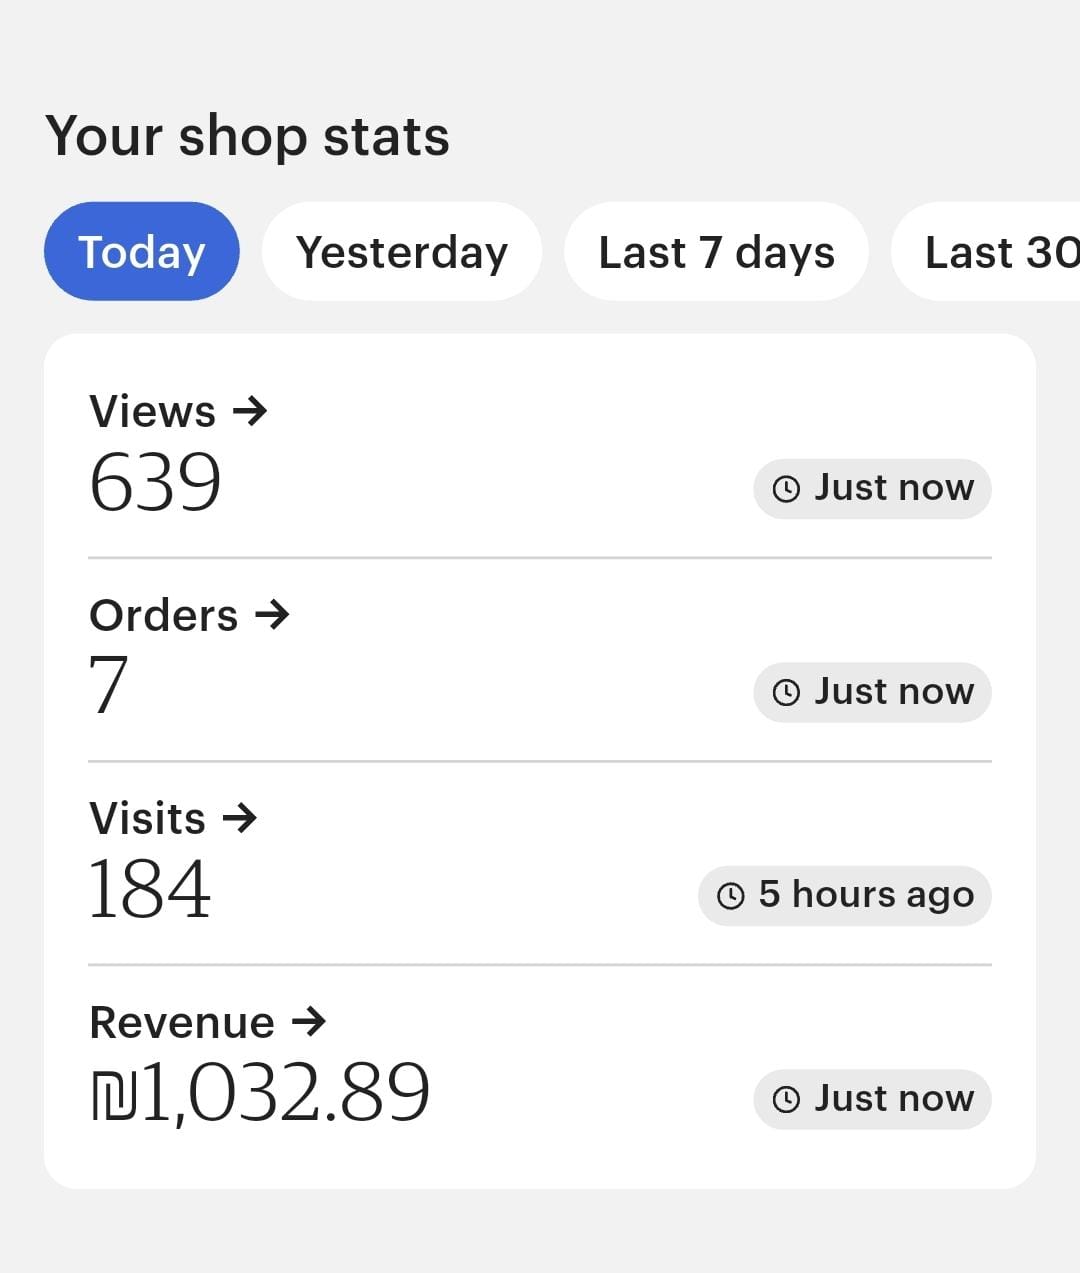 Your shop stats
Today Yesterday Last 7 days Last 30
Views →
639
Just now
Orders →
7
Just now
Visits →
184
5 hours ago
Revenue →
₪1,032.89
Just now